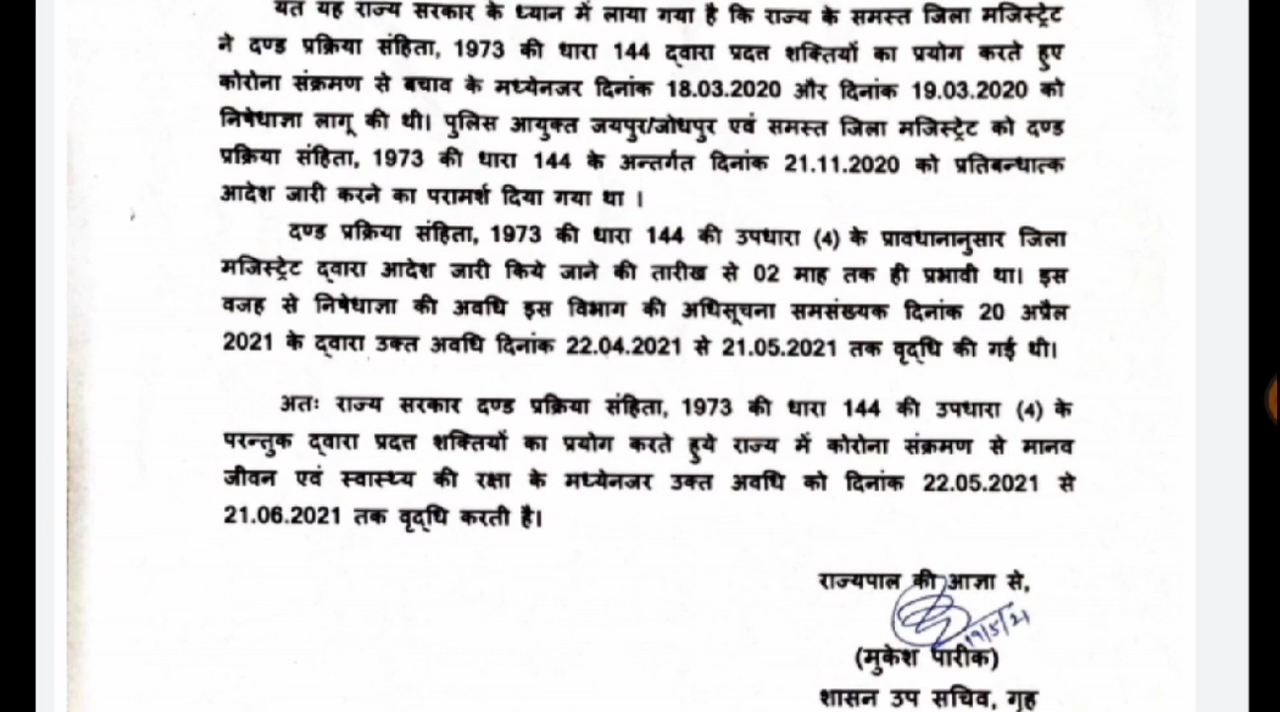 यतः यह राज्य सरकार के ध्यान में लाया गया है कि राज्य के समस्त जिला मजिस्ट्रेट
ने दण्ड प्रक्रिया संहिता, 1973 की धारा 144 द्वारा प्रदत्त शक्तियों का प्रयोग करते हुए
कोरोना संक्रमण से बचाव के मध्येनजर दिनांक 18.03.2020 और दिनांक 19.03.2020 को
निषेधाज्ञा लागू की थी। पुलिस आयुक्त जयपुर/जोधपुर एवं समस्त जिला मजिस्ट्रेट को दण्ड
प्रक्रिया संहिता, 1973 की धारा 144 के अन्तर्गत दिनांक 21.11.2020 को प्रतिबन्धात्क
आदेश जारी करने का परामर्श दिया गया था ।
दण्ड प्रक्रिया संहिता, 1973 की धारा 144 की उपधारा (4) के प्रावधानानुसार जिला
मजिस्ट्रेट द्वारा आदेश जारी किये जाने की तारीख से 02 माह तक ही प्रभावी था। इस
वजह से निषेधाज्ञा की अवधि इस विभाग की अधिसूचना समसंख्यक दिनांक 20 अप्रैल
2021 के द्वारा उक्त अवधि दिनांक 22.04.2021 से 21.05.2021 तक वृद्धि की गई थी।
अतः राज्य सरकार दण्ड प्रक्रिया संहिता, 1973 की धारा 144 की उपधारा (4) के
परन्तुक द्वारा प्रदत्त शक्तियों का प्रयोग करते हुये राज्य में कोरोना संक्रमण से मानव
जीवन एवं स्वास्थ्य की रक्षा के मध्येनजर उक्त अवधि को दिनांक 22.05.2021 से
21.06.2021 तक वृद्धि करती है।
राज्यपाल की आज्ञा से,
19/5/21
(मुकेश पारीक)
शासन उप सचिव, गृह